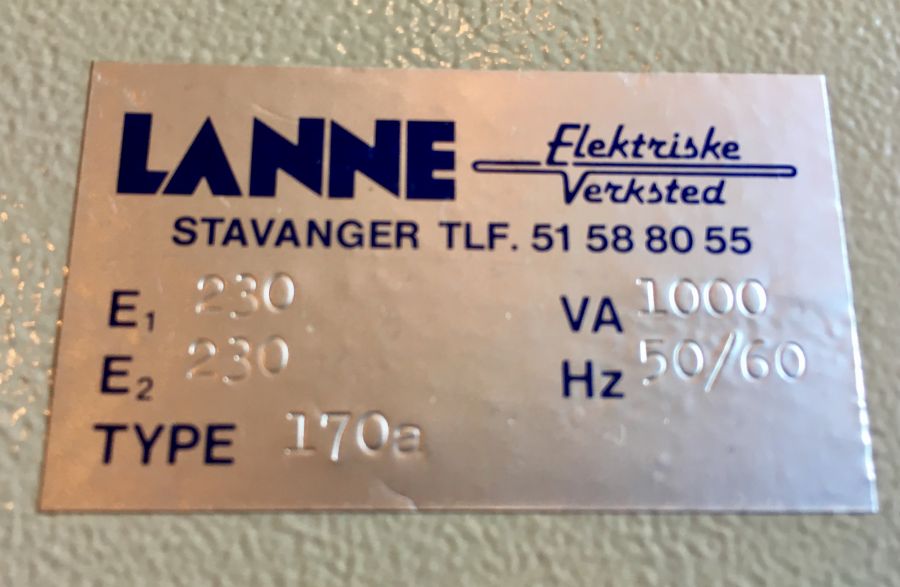 LANNE Elektriske Verksted
STAVANGER TLF. 51 58 80 55
E1 230 VA 1000
E2 230 Hz 50/60
TYPE 170a